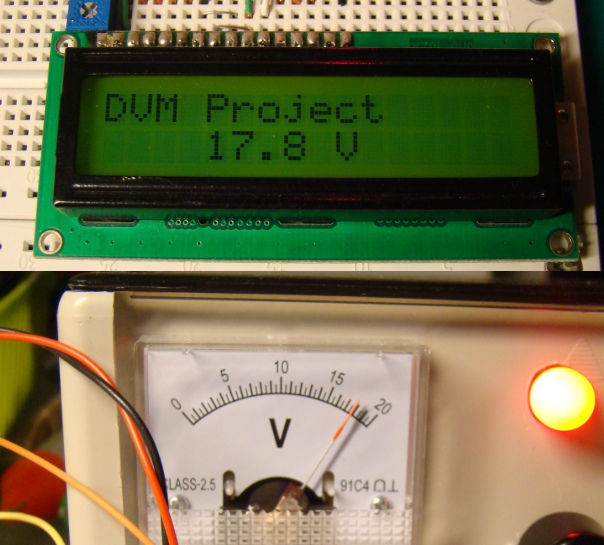 DVM Project
17.8 V
0 5 10 15 20
V
CLASS-2.5 91C4